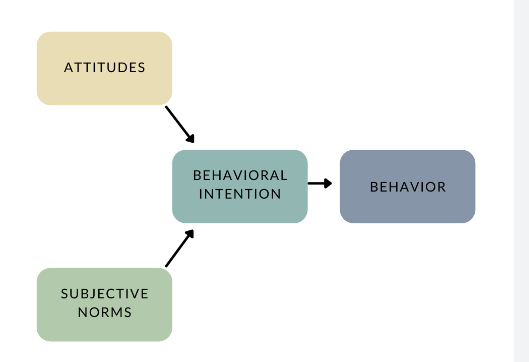 ATTITUDES
BEHAVIORAL
INTENTION
BEHAVIOR
SUBJECTIVE
NORMS